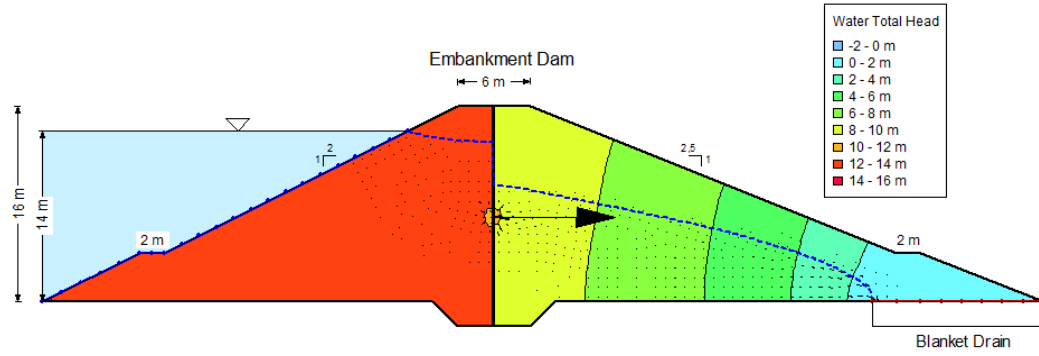 Embankment Dam
6 m
16 m
14 m
2
1
2 m
2,5
1
2 m
Blanket Drain
Water Total Head
-2 - 0 m
0 - 2 m
2 - 4 m
4 - 6 m
6 - 8 m
8 - 10 m
10 - 12 m
12 - 14 m
14 - 16 m